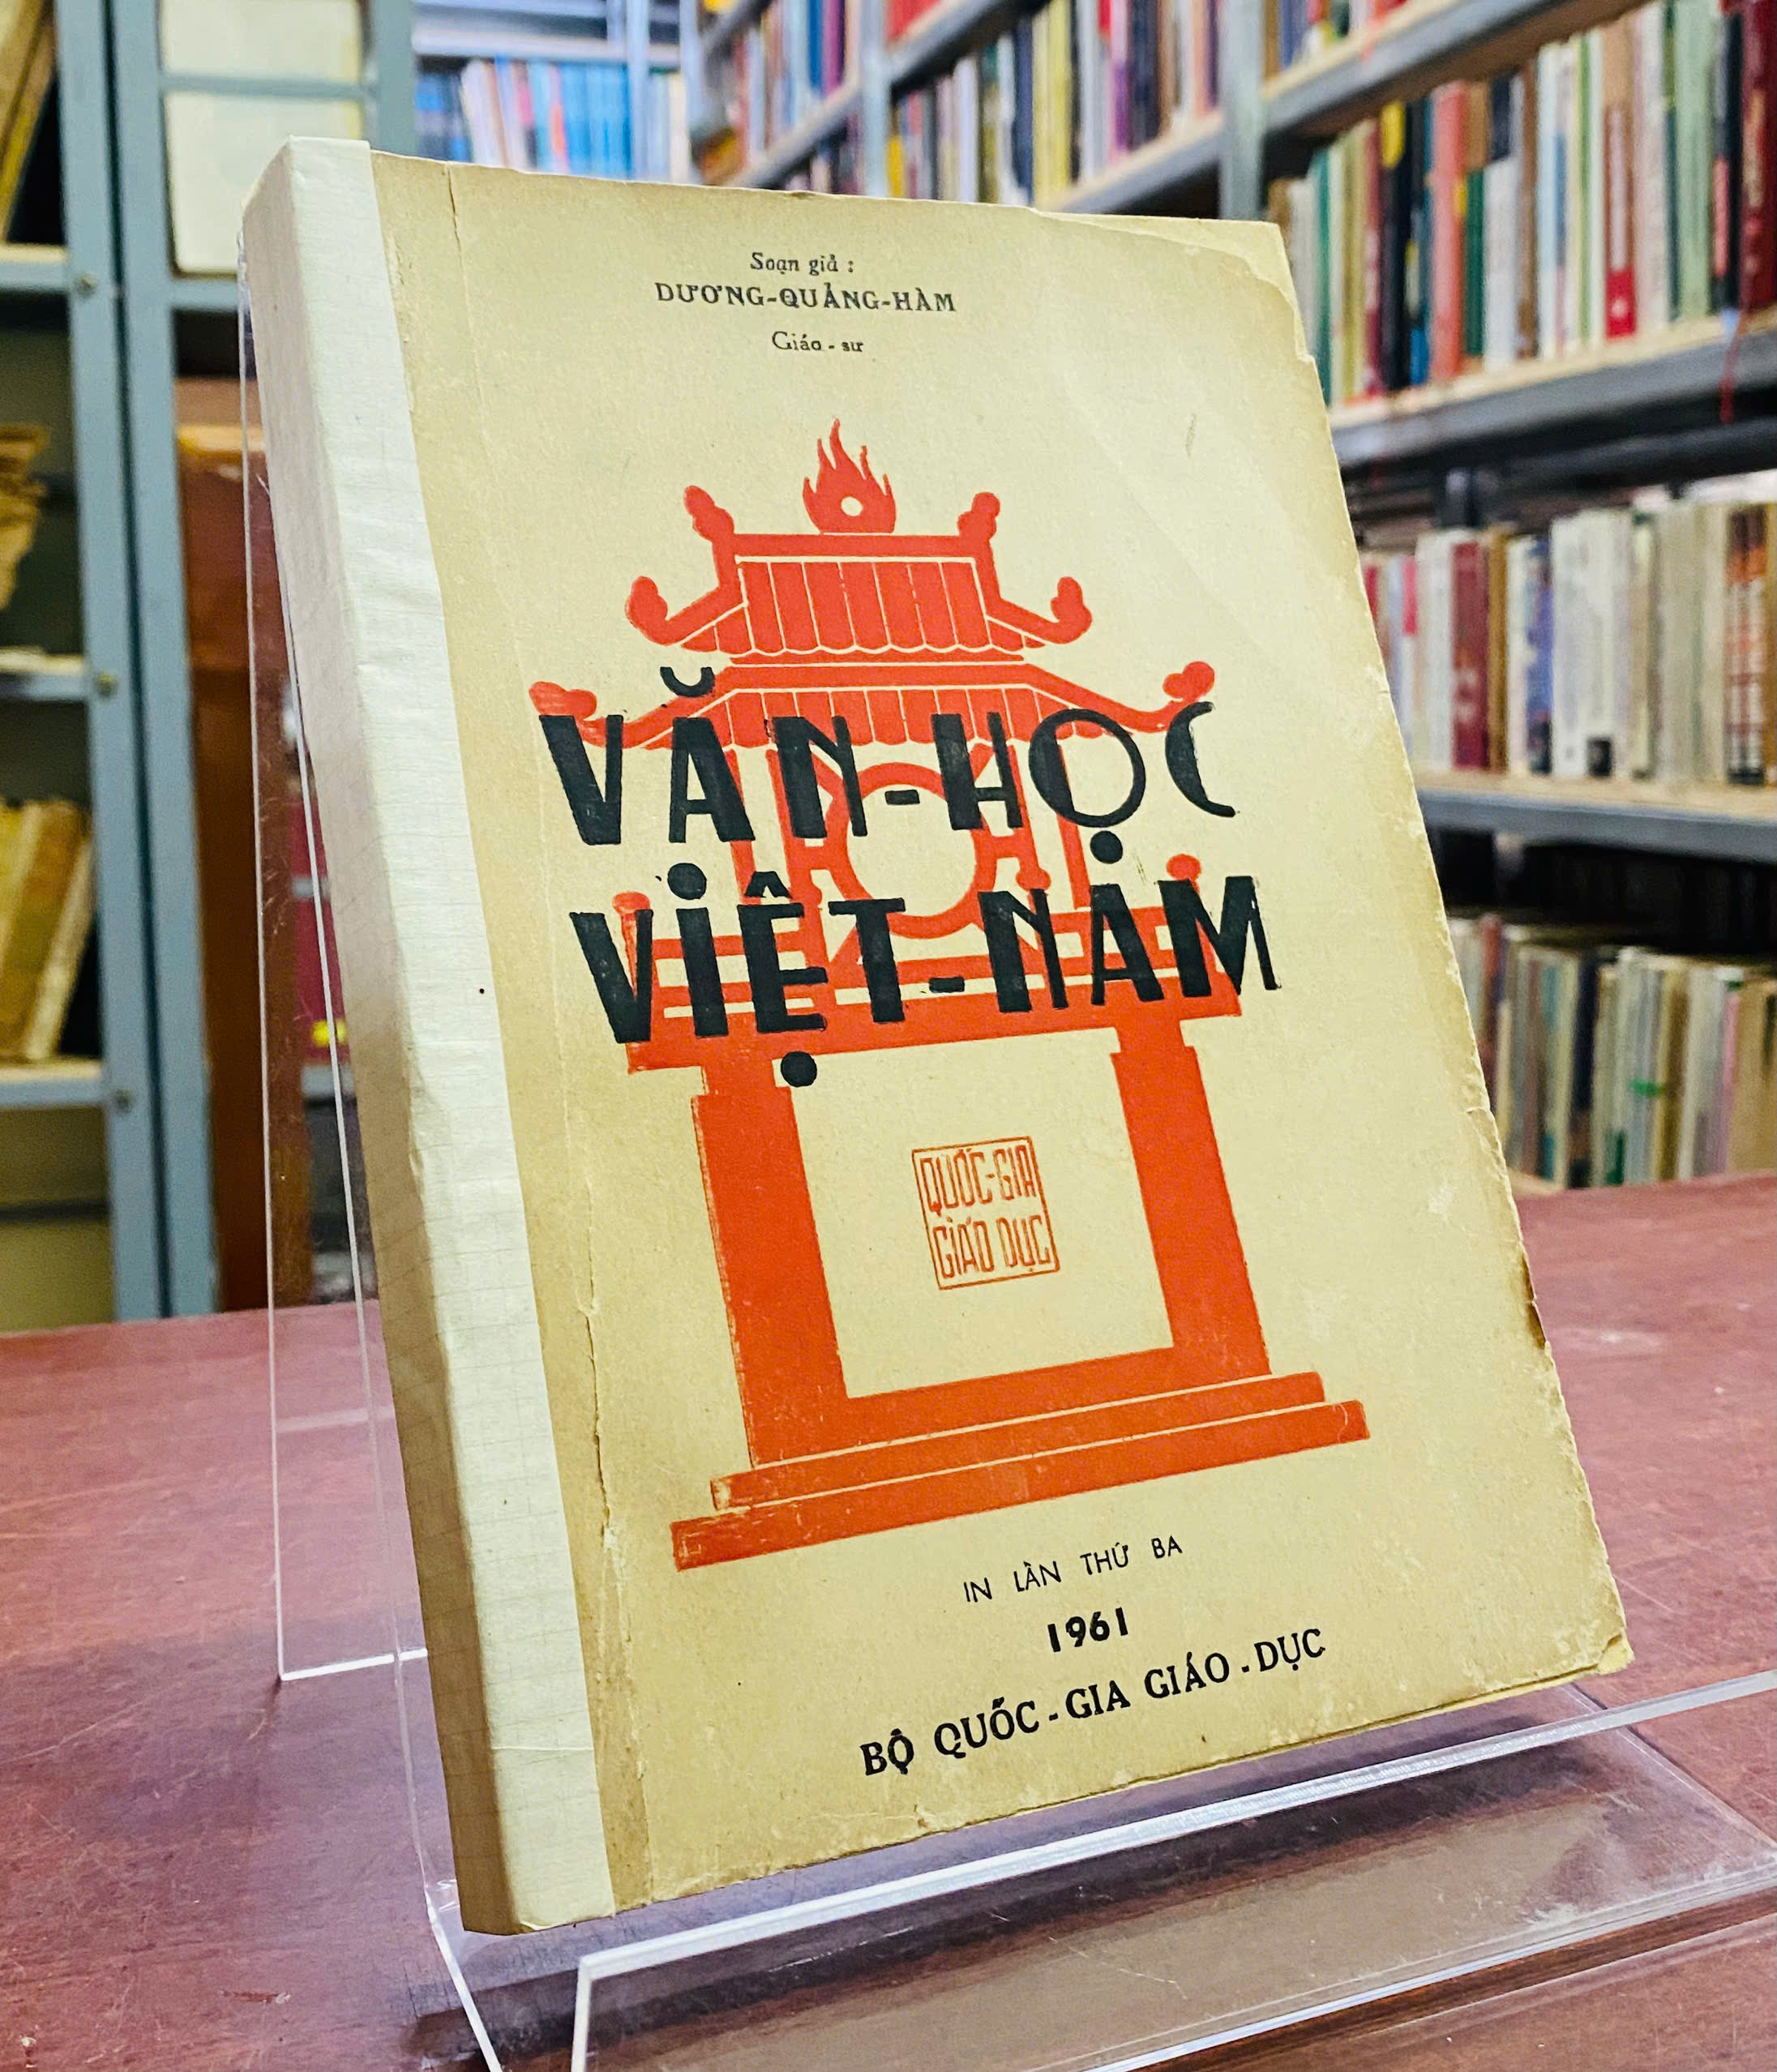 Soạn giả :
DƯƠNG-QUẢNG-HÀM
Giáo - sư
VĂN-HỌC
VIỆT-NAM
QUỐC-GIA
GIÁO DỤC
IN LẦN THỨ BA
1961
BỘ QUỐC - GIA GIÁO - DỤC